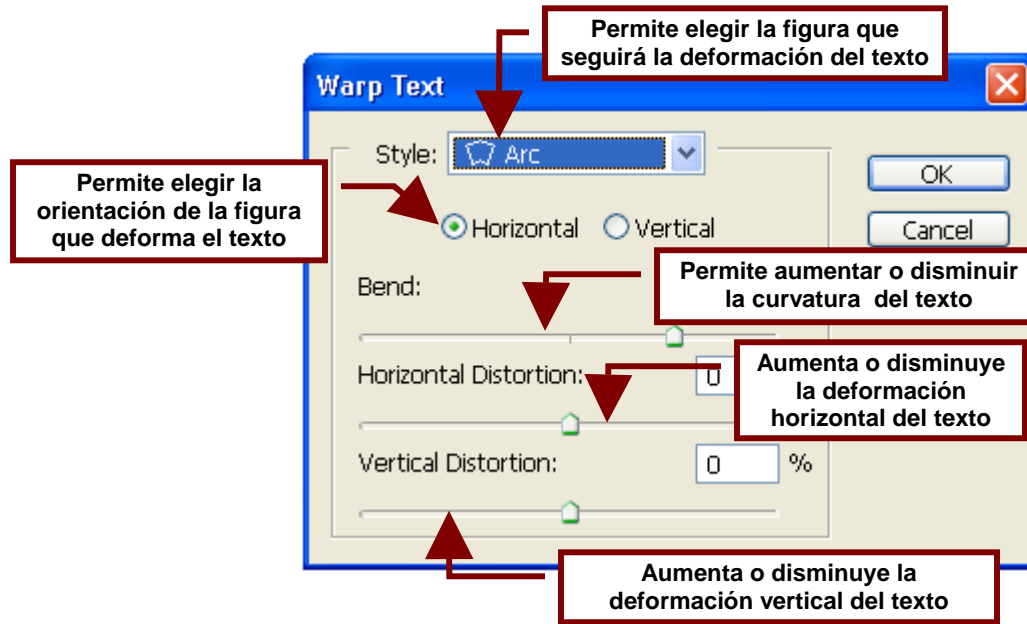 Permite elegir la figura que
seguirá la deformación del texto
Warp Text
Style: Arc
OK
Permite elegir la
orientación de la figura
que deforma el texto
Horizontal Vertical
Cancel
Bend:
Permite aumentar o disminuir
la curvatura del texto
Horizontal Distortion: 0
Aumenta o disminuye
la deformación
horizontal del texto
Vertical Distortion: 0 %
Aumenta o disminuye la
deformación vertical del texto